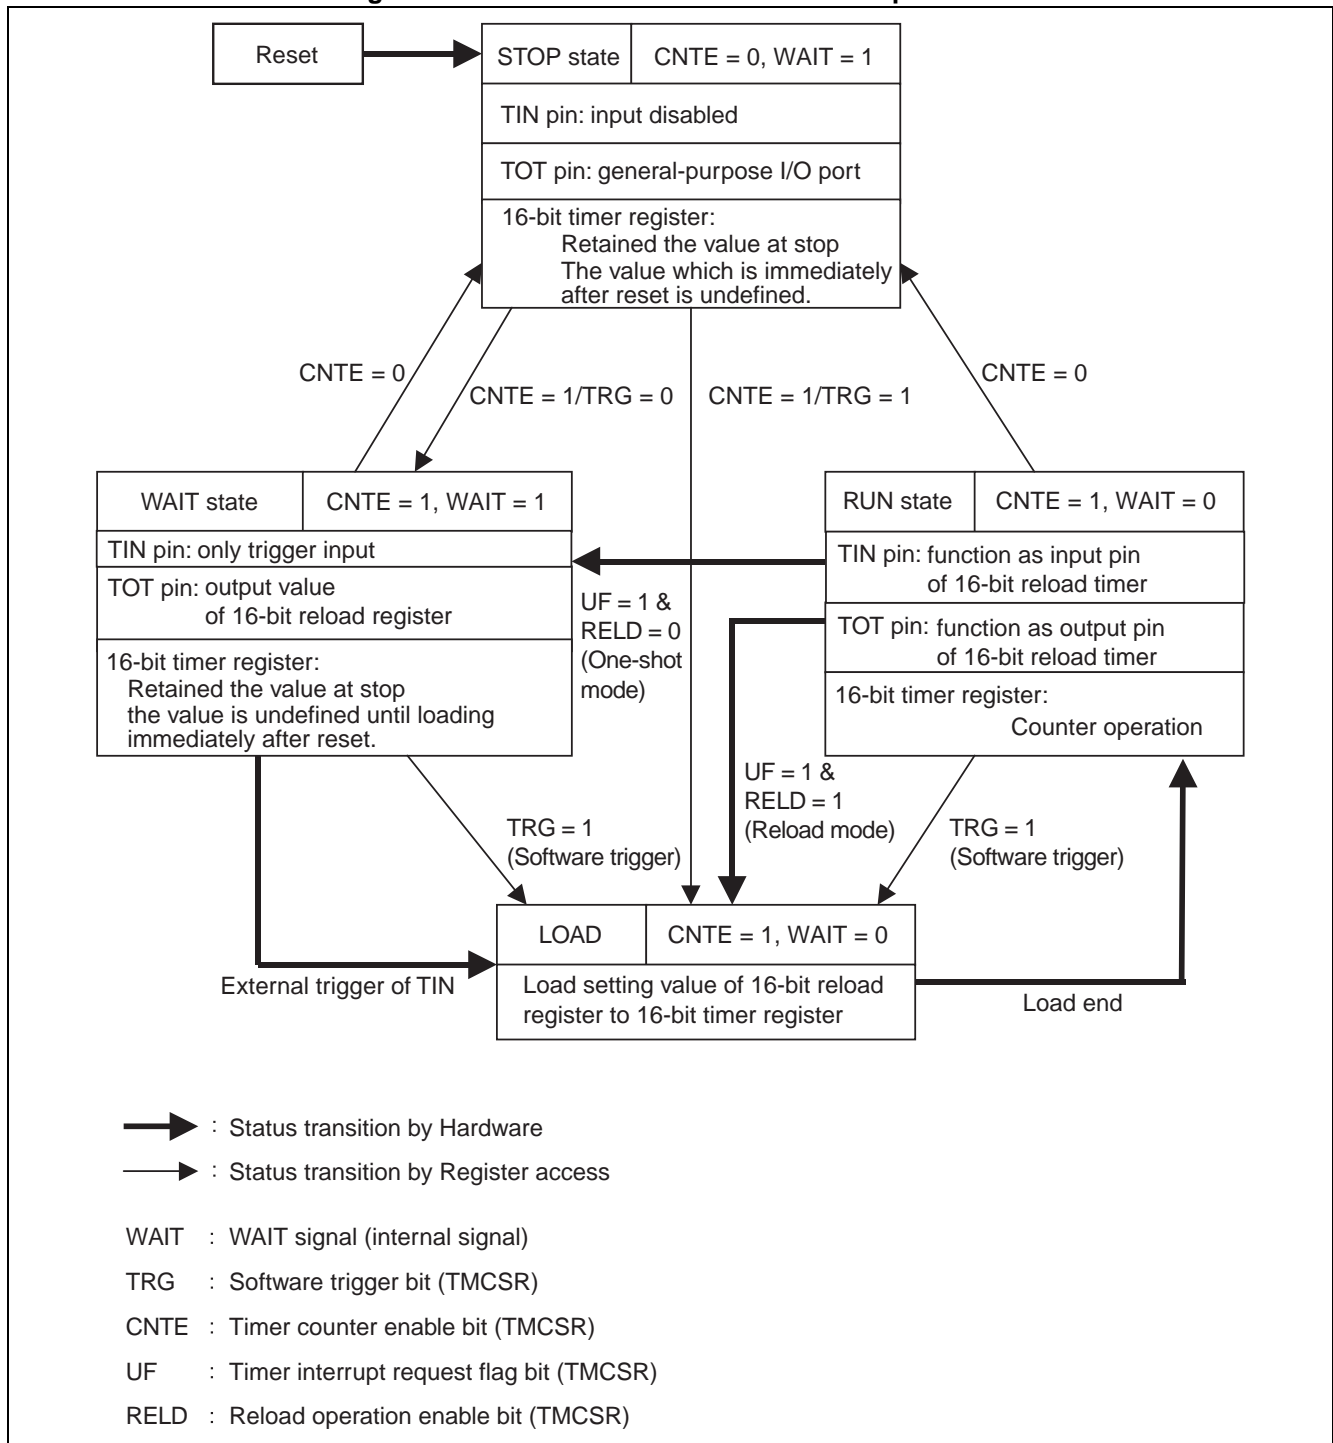 Reset
STOP state
CNTE = 0, WAIT = 1
TIN pin: input disabled
TOT pin: general-purpose I/O port
16-bit timer register:
Retained the value at stop
The value which is immediately
after reset is undefined.
CNTE = 0
CNTE = 1/TRG = 0
CNTE = 1/TRG = 1
CNTE = 0
WAIT state
CNTE = 1, WAIT = 1
TIN pin: only trigger input
TOT pin: output value
of 16-bit reload register
16-bit timer register:
Retained the value at stop
the value is undefined until loading
immediately after reset.
UF = 1 &
RELD = 0
(One-shot
mode)
RUN state
CNTE = 1, WAIT = 0
TIN pin: function as input pin
of 16-bit reload timer
TOT pin: function as output pin
of 16-bit reload timer
16-bit timer register:
Counter operation
TRG = 1
(Software trigger)
UF = 1 &
RELD = 1
(Reload mode)
TRG = 1
(Software trigger)
External trigger of TIN
LOAD
CNTE = 1, WAIT = 0
Load setting value of 16-bit reload
register to 16-bit timer register
Load end
: Status transition by Hardware
: Status transition by Register access
WAIT : WAIT signal (internal signal)
TRG : Software trigger bit (TMCSR)
CNTE : Timer counter enable bit (TMCSR)
UF : Timer interrupt request flag bit (TMCSR)
RELD : Reload operation enable bit (TMCSR)